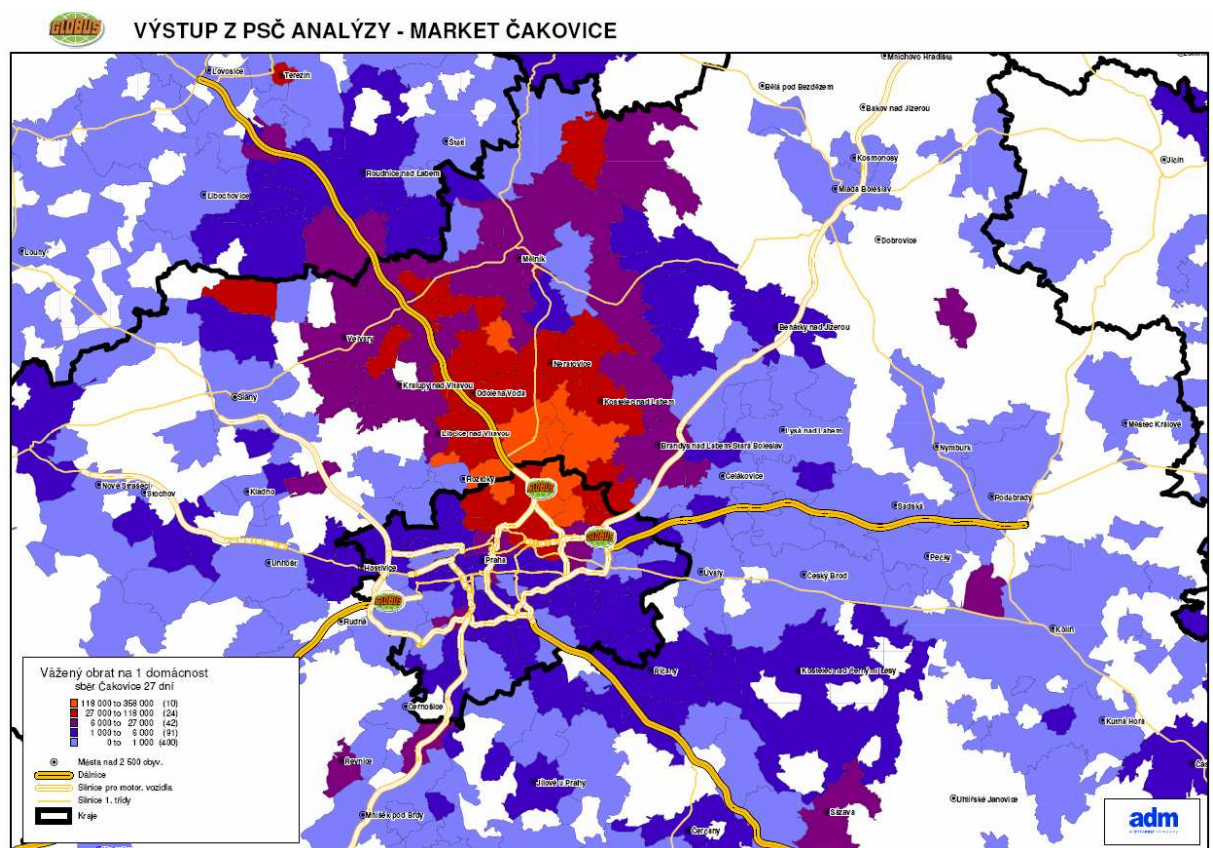 GLOBUS
VÝSTUP Z PSČ ANALÝZY - MARKET ČAKOVICE
Mnichovo Hradiště
Lovosice
Terezín
Bělá pod Bezdězem
Bakov nad Jizerou
Štětí
Kosmonosy
Jičín
Roudnice nad Labem
Mladá Boleslav
Libochovice
Dobrovice
Louny
Mělník
Benátky nad Jizerou
Velvary
Neratovice
Kralupy nad Vltavou
Odolena Voda
Slaný
Kostelec nad Labem
Městec Králové
Libčice nad Vltavou
Lysá nad Labem
Brandýs nad Labem-Stará Boleslav
Nymburk
Roztoky
Čelákovice
Nové Strašecí
Stochov
Kladno
GLOBUS
Poděbrady
Sadská
GLOBUS
Praha
Pečky
Unhošť
Hostivice
Úvaly
Český Brod
GLOBUS
Rudná
Kolín
Říčany
Kostelec nad Černými Lesy
Černošice
Kutná Hora
Řevnice
Jílové u Prahy
Uhlířské Janovice
Mníšek pod Brdy
Sázava
Čerčany
Vážený obrat na 1 domácnost
sběr Čakovice 27 dní
118 000 to 358 000 (10)
27 000 to 118 000 (24)
6 000 to 27 000 (42)
1 000 to 6 000 (91)
0 to 1 000 (400)
Města nad 2 500 obyv.
Dálnice
Silnice pro motor. vozidla
Silnice 1. třídy
Kraje
adm